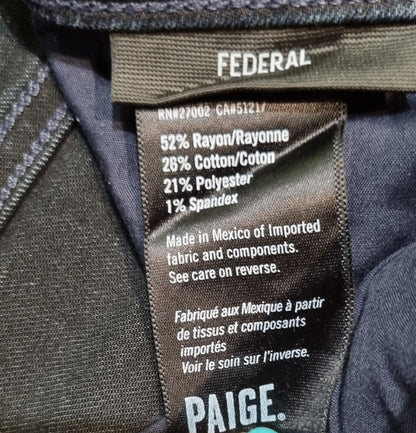 FEDERAL
RN#27002 CA#51217
52% Rayon/Rayonne
26% Cotton/Coton
21% Polyester
1% Spandex
Made in Mexico of Imported
fabric and components.
See care on reverse.
Fabriqué aux Mexique à partir
de tissus et composants
importés
Voir le soin sur l'inverse.
PAIGE®